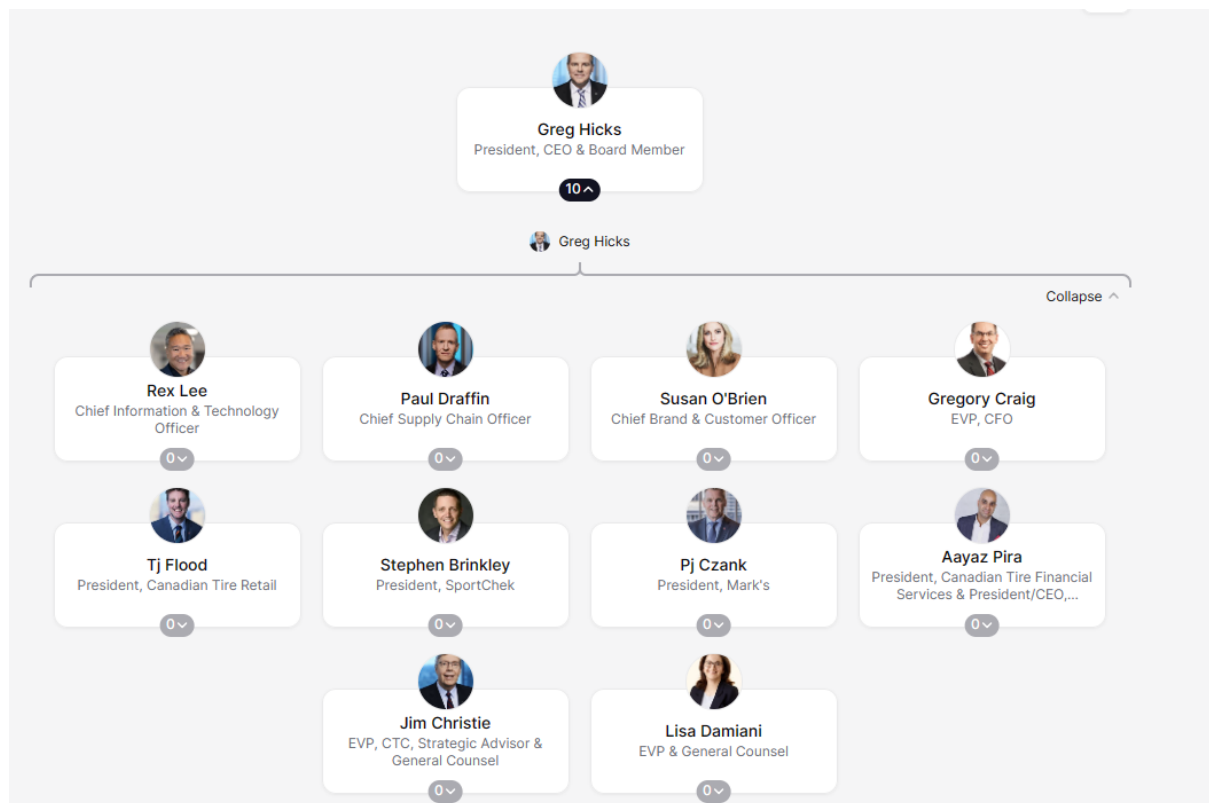 Greg Hicks
President, CEO & Board Member
10
Greg Hicks
Collapse
Rex Lee
Chief Information & Technology
Officer
0
Paul Draffin
Chief Supply Chain Officer
0
Susan O'Brien
Chief Brand & Customer Officer
0
Gregory Craig
EVP, CFO
0
Tj Flood
President, Canadian Tire Retail
0
Stephen Brinkley
President, SportChek
0
Pj Czank
President, Mark's
0
Aayaz Pira
President, Canadian Tire Financial
Services & President/CEO,...
0
Jim Christie
EVP, CTC, Strategic Advisor &
General Counsel
0
Lisa Damiani
EVP & General Counsel
0